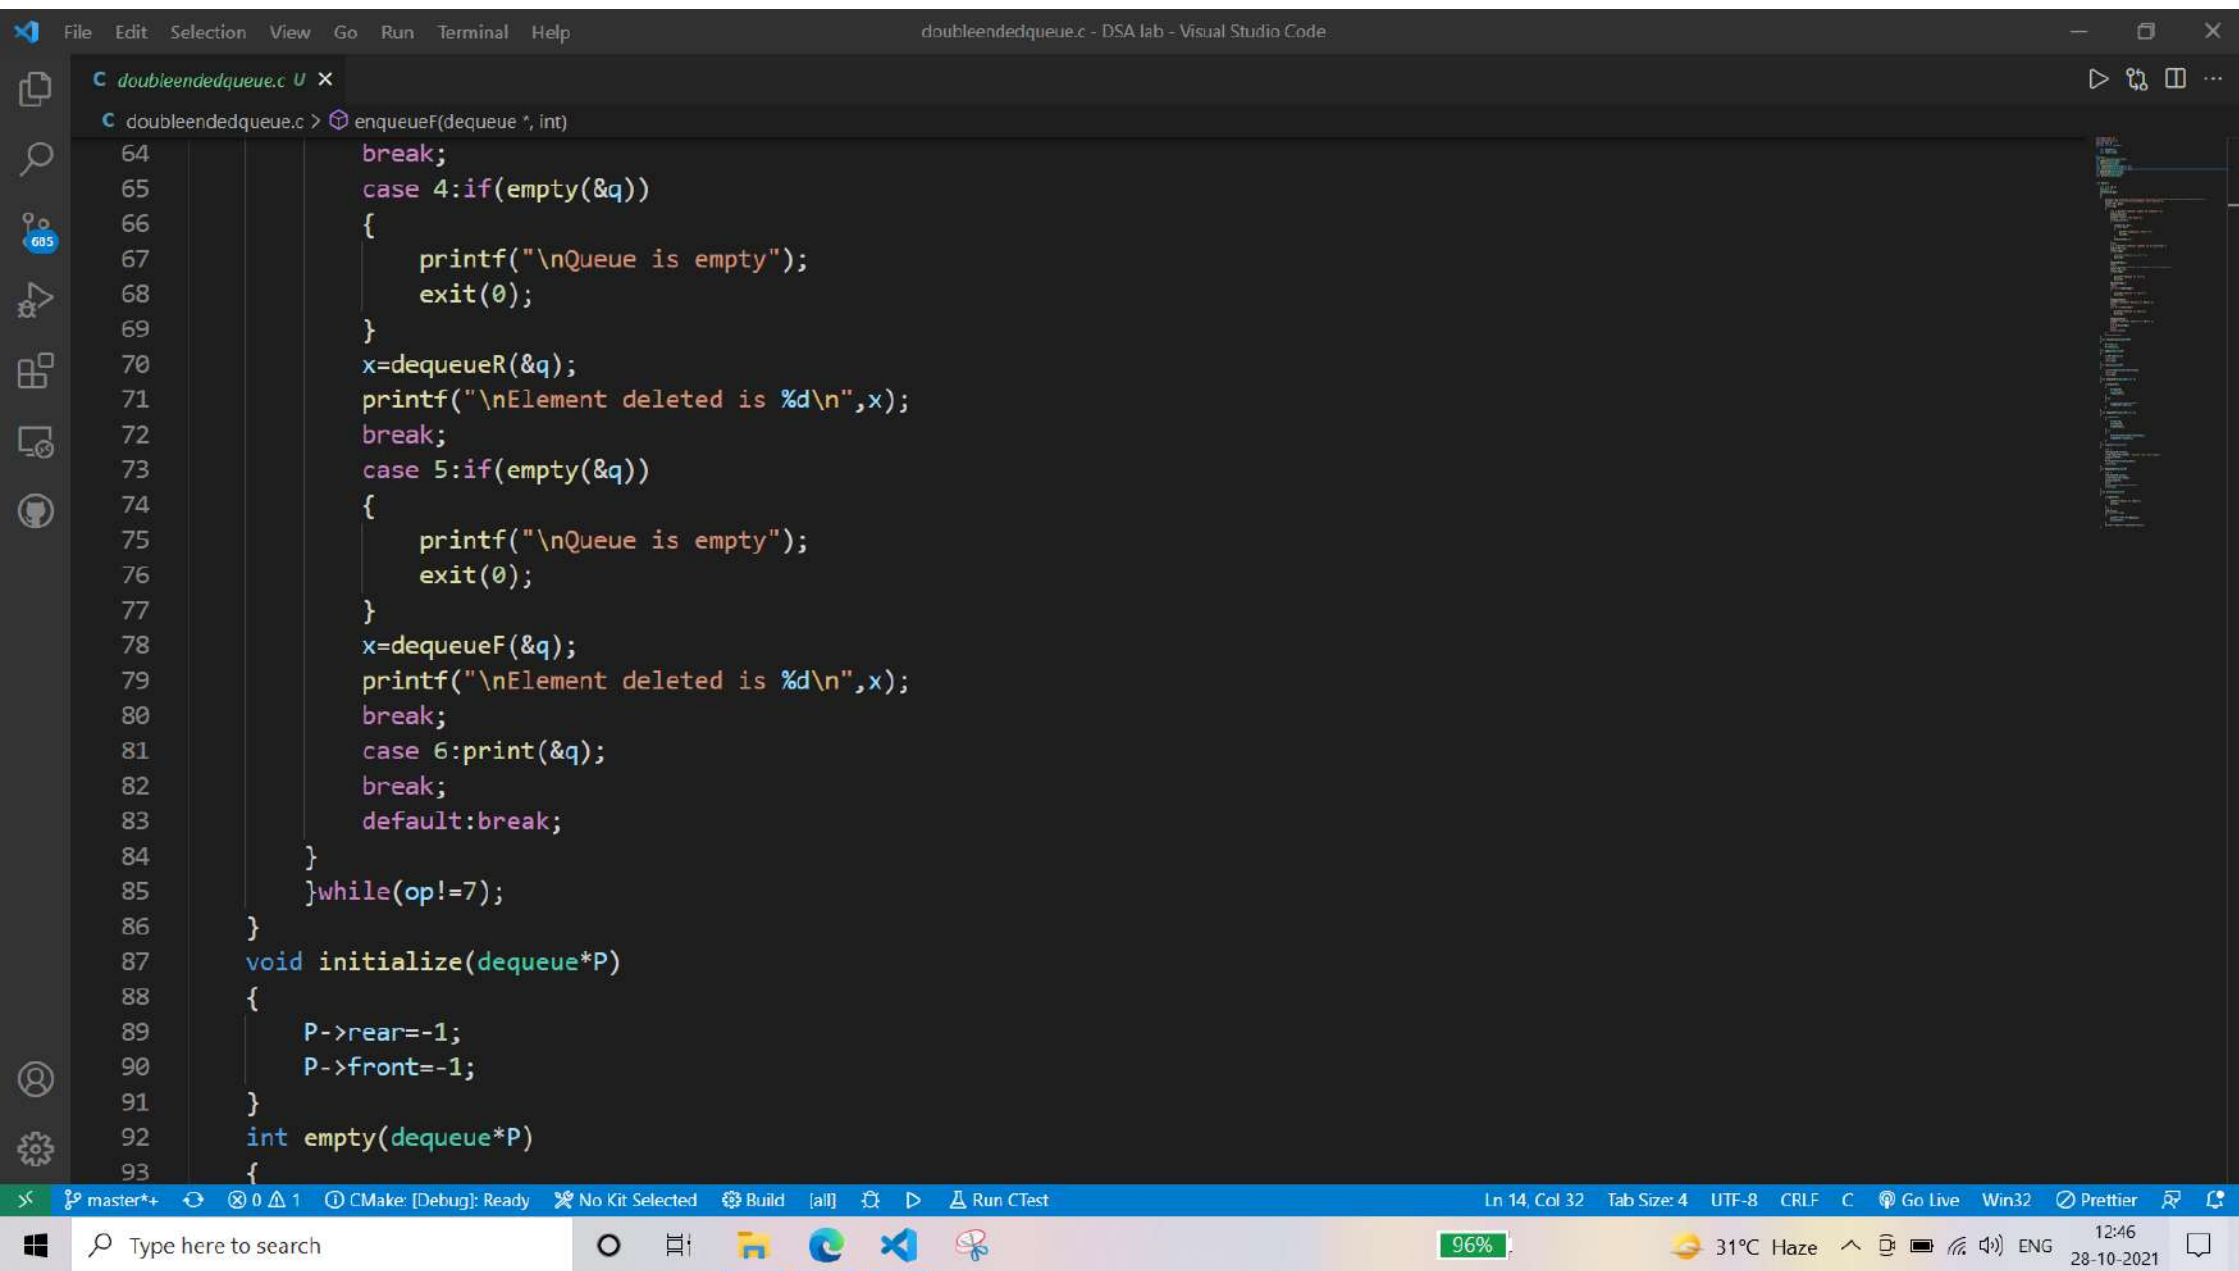 File Edit Selection View Go Run Terminal Help doubleendedqueue.c - DSA lab - Visual Studio Code
C doubleendedqueue.c U
C doubleendedqueue.c > enqueueF(dequeue *, int)
64 break;
65 case 4:if(empty(&q))
66 {
67 printf("\nQueue is empty");
68 exit(0);
69 }
70 x=dequeueR(&q);
71 printf("\nElement deleted is %d\n",x);
72 break;
73 case 5:if(empty(&q))
74 {
75 printf("\nQueue is empty");
76 exit(0);
77 }
78 x=dequeueF(&q);
79 printf("\nElement deleted is %d\n",x);
80 break;
81 case 6:print(&q);
82 break;
83 default:break;
84 }
85 }while(op!=7);
86 }
87 void initialize(dequeue*P)
88 {
89 P->rear=-1;
90 P->front=-1;
91 }
92 int empty(dequeue*P)
93 {
685
master*+ 0 1 CMake: [Debug]: Ready No Kit Selected Build [all] Run CTest Ln 14, Col 32 Tab Size: 4 UTF-8 CRLF C Go Live Win32 Prettier
Type here to search 96% 31°C Haze ENG 12:46
28-10-2021